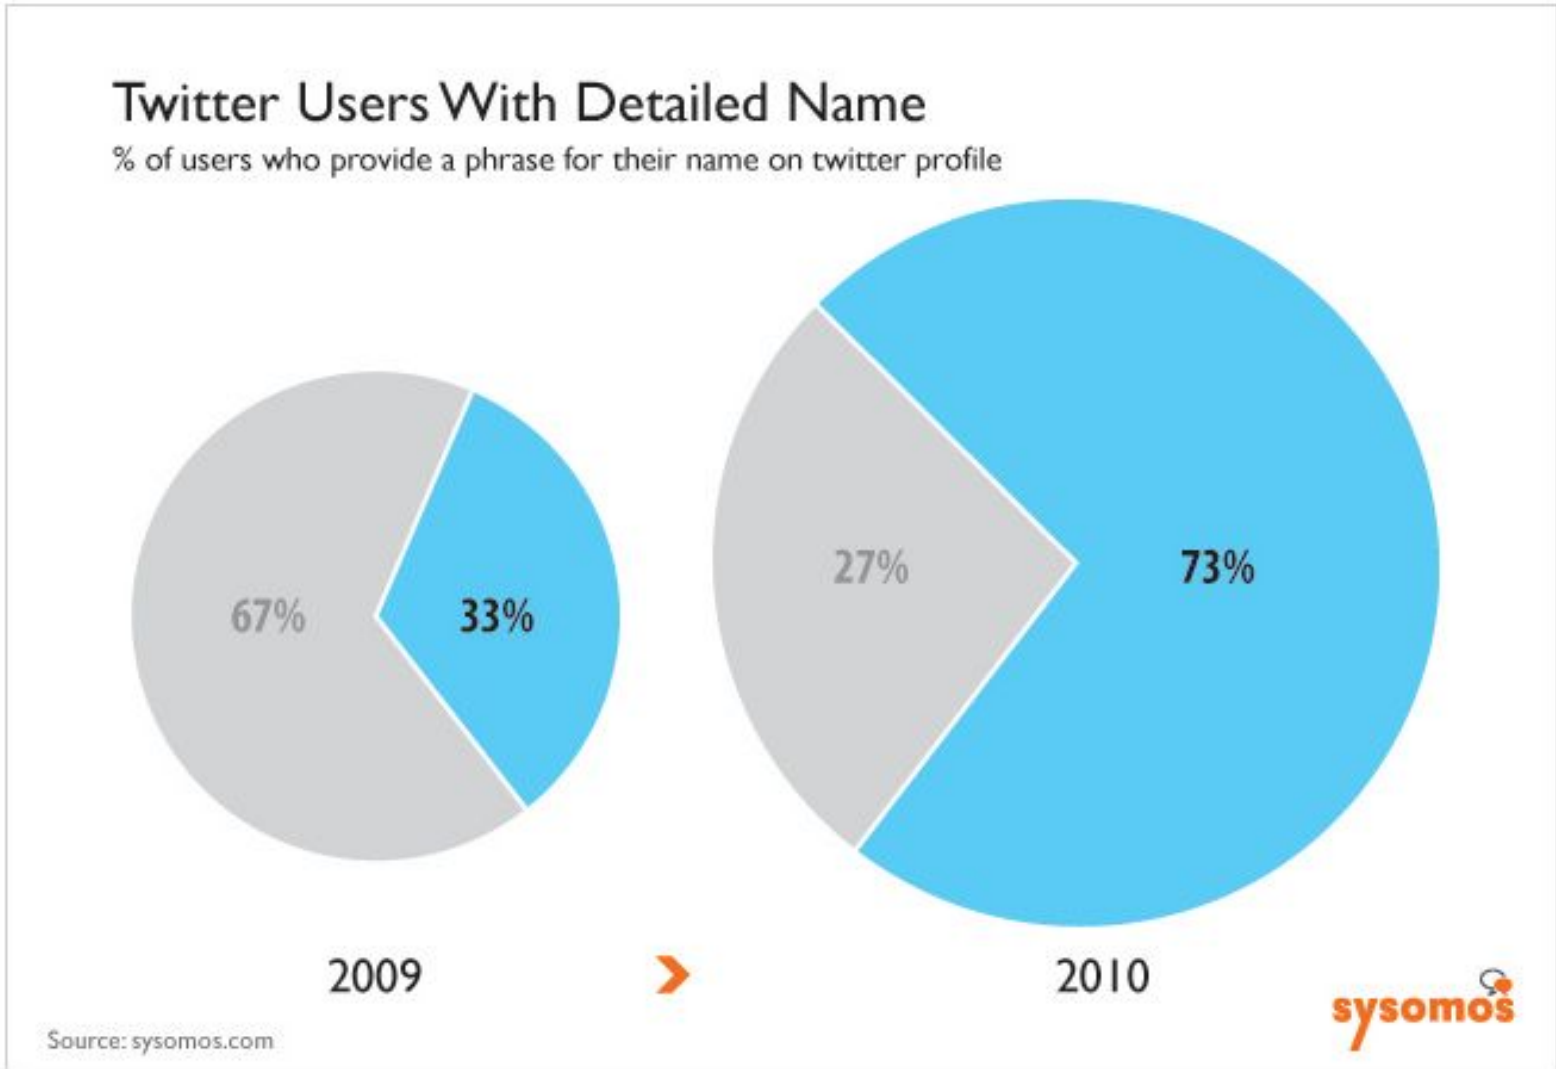 Twitter Users With Detailed Name
% of users who provide a phrase for their name on twitter profile
67%
33%
27%
73%
2009
2010
sysomos
Source: sysomos.com